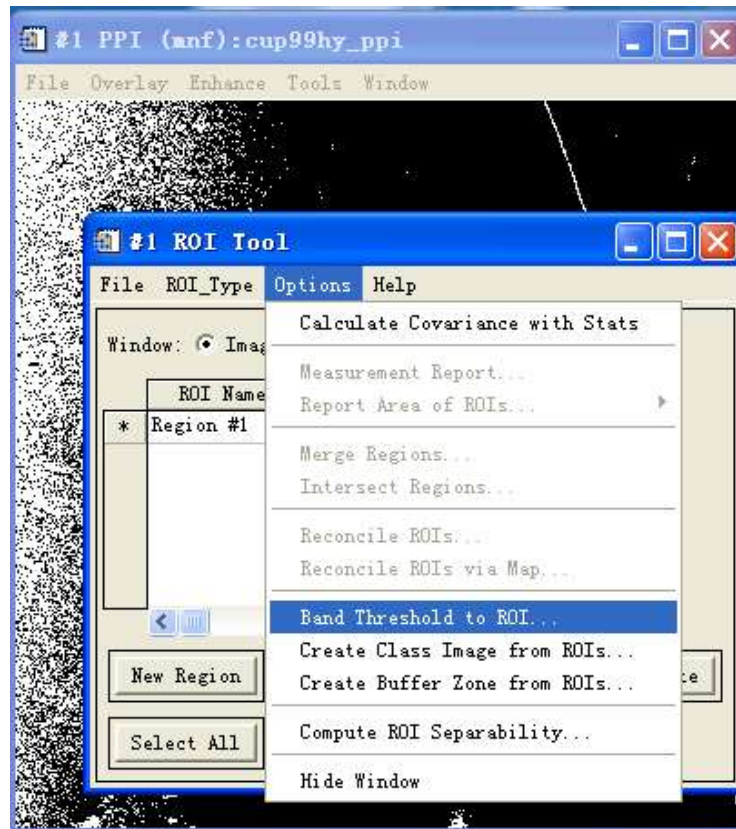 #1 PPI (mnf):cup99hy_ppi
File Overlay Enhance Tools Window
#1 ROI Tool
File ROI_Type Options Help
Window:
ROI Name
* Region #1
New Region
Select All
Calculate Covariance with Stats
Measurement Report...
Report Area of ROIs...
Merge Regions...
Intersect Regions...
Reconcile ROIs...
Reconcile ROIs via Map...
Band Threshold to ROI...
Create Class Image from ROIs...
Create Buffer Zone from ROIs...
Compute ROI Separability...
Hide Window